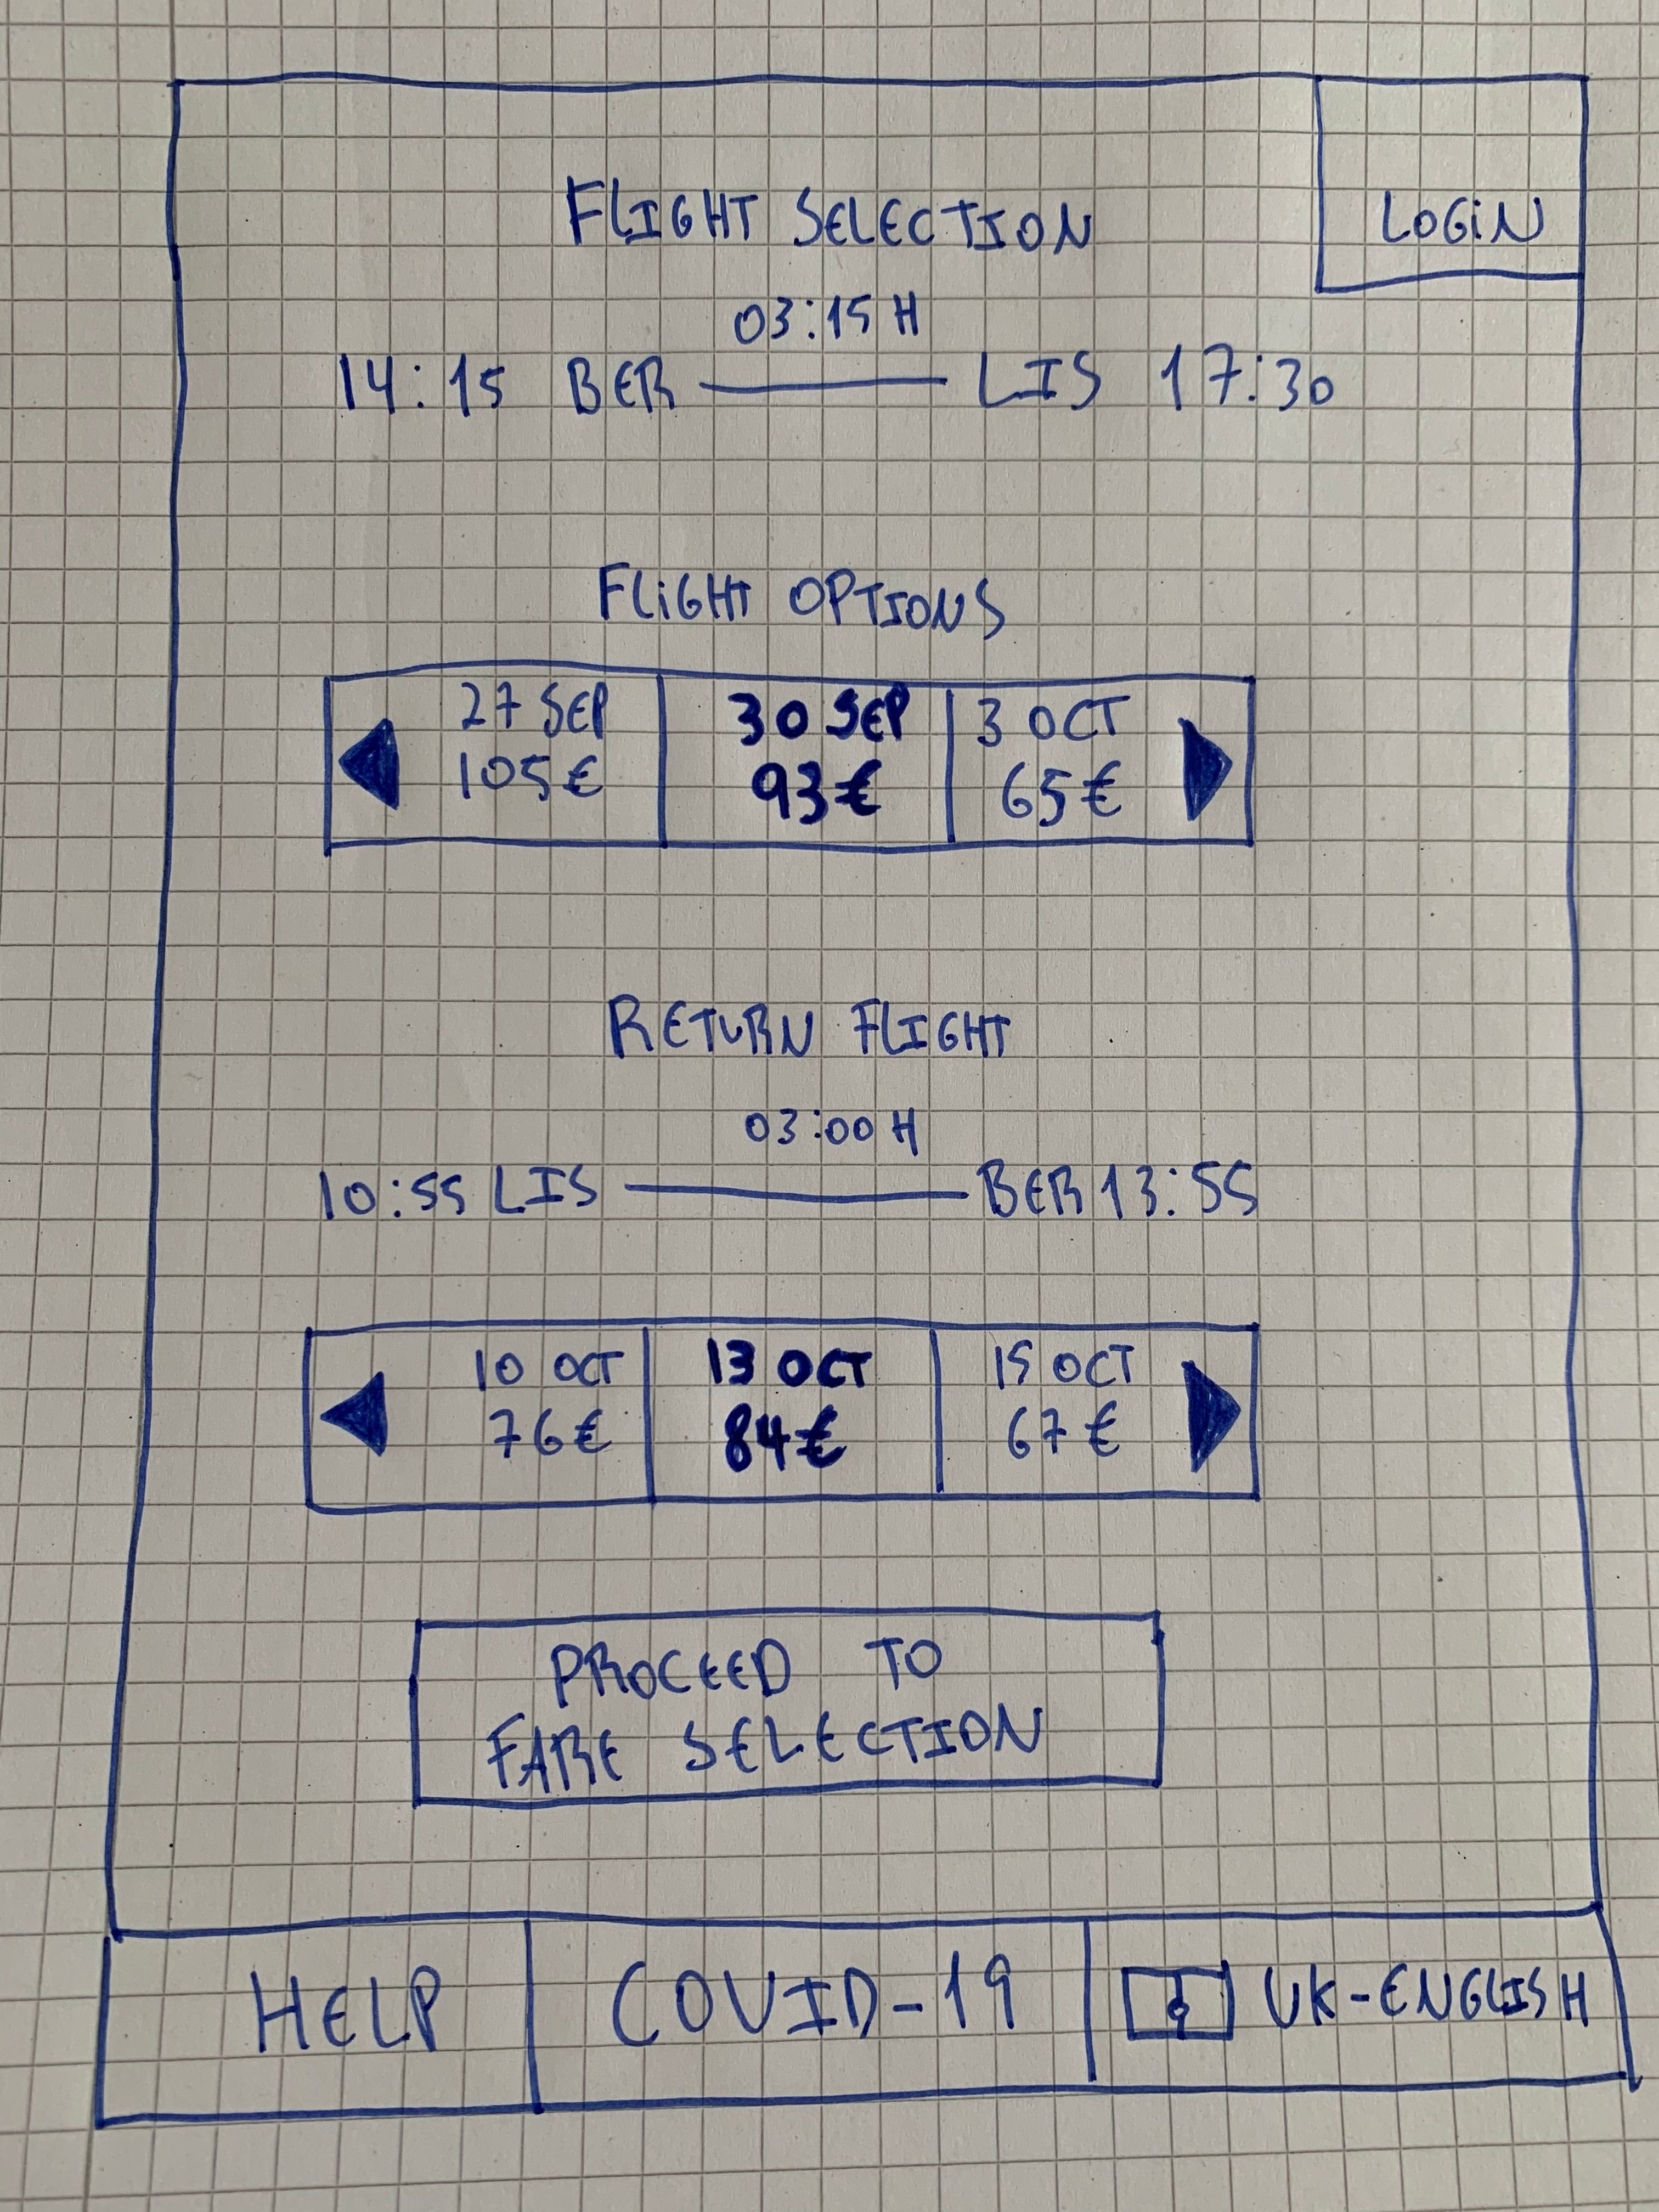 FLIGHT SELECTION
LOGiN
03:15 H
14:15 BER LIS 17:30
FLiGHT OPTIONS
27 SEP 30 SEP 3 OCT
105€ 93€ 65€
RETURN FLIGHT
03:00 H
10:55 LIS BER 13:55
10 OCT 13 OCT 15 OCT
76€ 84€ 67€
PROCEED TO
FARE SELECTION
HELP COVID-19 UK-ENGLISH